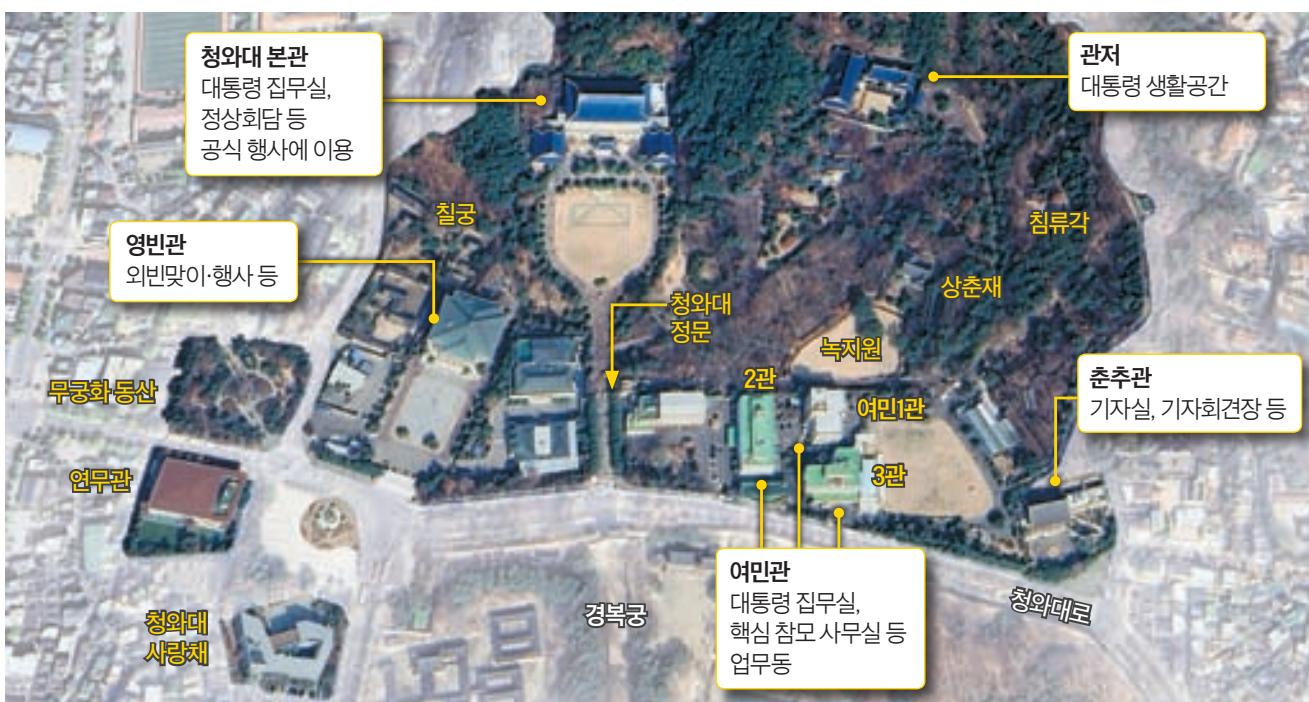 청와대 본관
대통령 집무실,
정상회담 등
공식 행사에 이용
관저
대통령 생활공간
칠궁
침류각
영빈관
외빈맞이·행사 등
상춘재
청와대
정문
녹지원
무궁화 동산
2관
여민1관
춘추관
기자실, 기자회견장 등
연무관
3관
여민관
대통령 집무실,
핵심 참모 사무실 등
업무동
경복궁
청와대로
청와대
사랑채